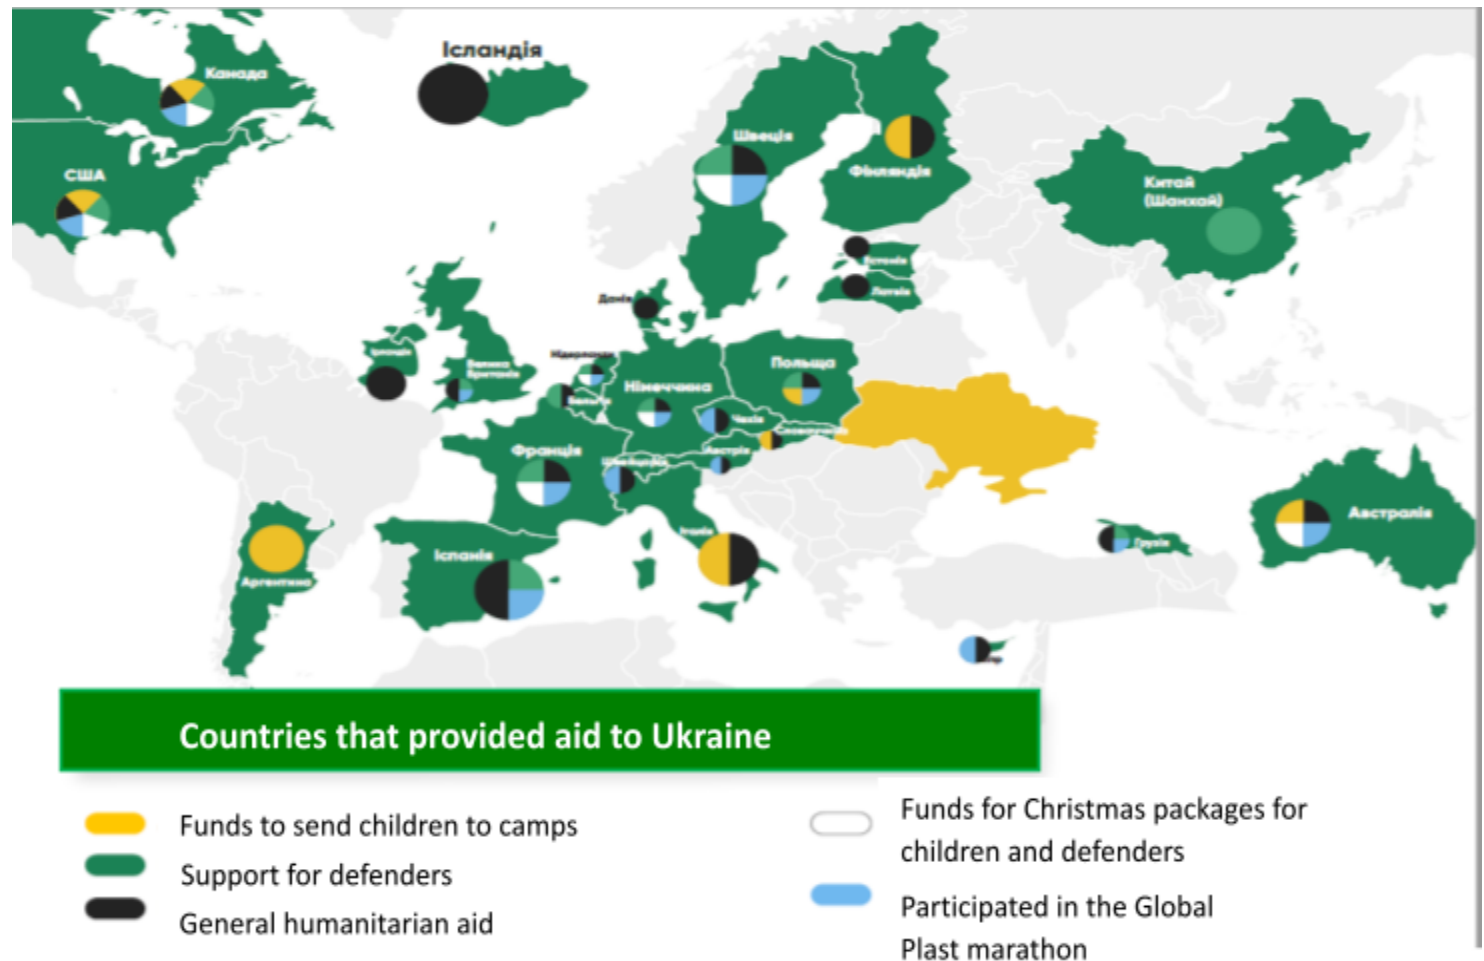 Ісландія
Канада
США
Швеція
Фінляндія
Китай
(Шанхай)
Естонія
Латвія
Данія
Ірландія
Велика
Британія
Нідерланди
Бельгія
Німеччина
Польща
Чехія
Словаччина
Франція
Швейцарія
Австрія
Італія
Іспанія
Аргентина
Грузія
Австралія
Countries that provided aid to Ukraine
Funds to send children to camps
Support for defenders
General humanitarian aid
Funds for Christmas packages for
children and defenders
Participated in the Global
Plast marathon